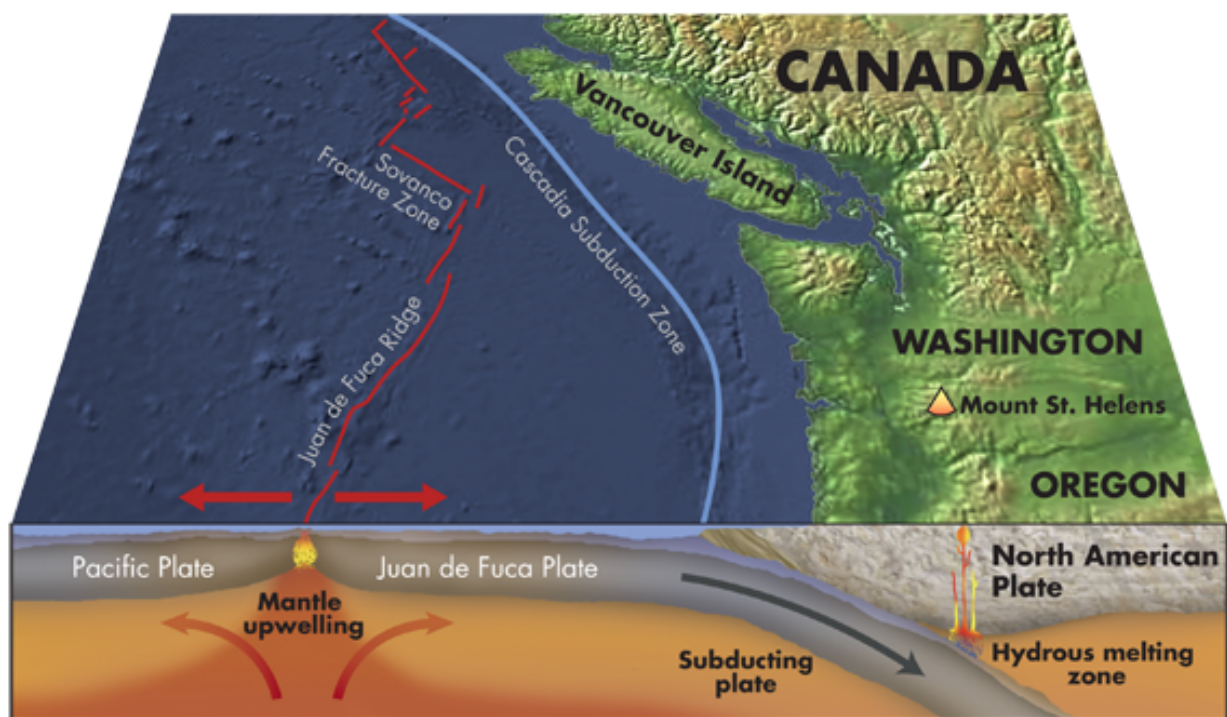 CANADA
Vancouver Island
Sovanco
Fracture Zone
Cascadia Subduction Zone
Juan de Fuca Ridge
WASHINGTON
Mount St. Helens
OREGON
Pacific Plate
Juan de Fuca Plate
North American
Plate
Mantle
upwelling
Subducting
plate
Hydrous melting
zone